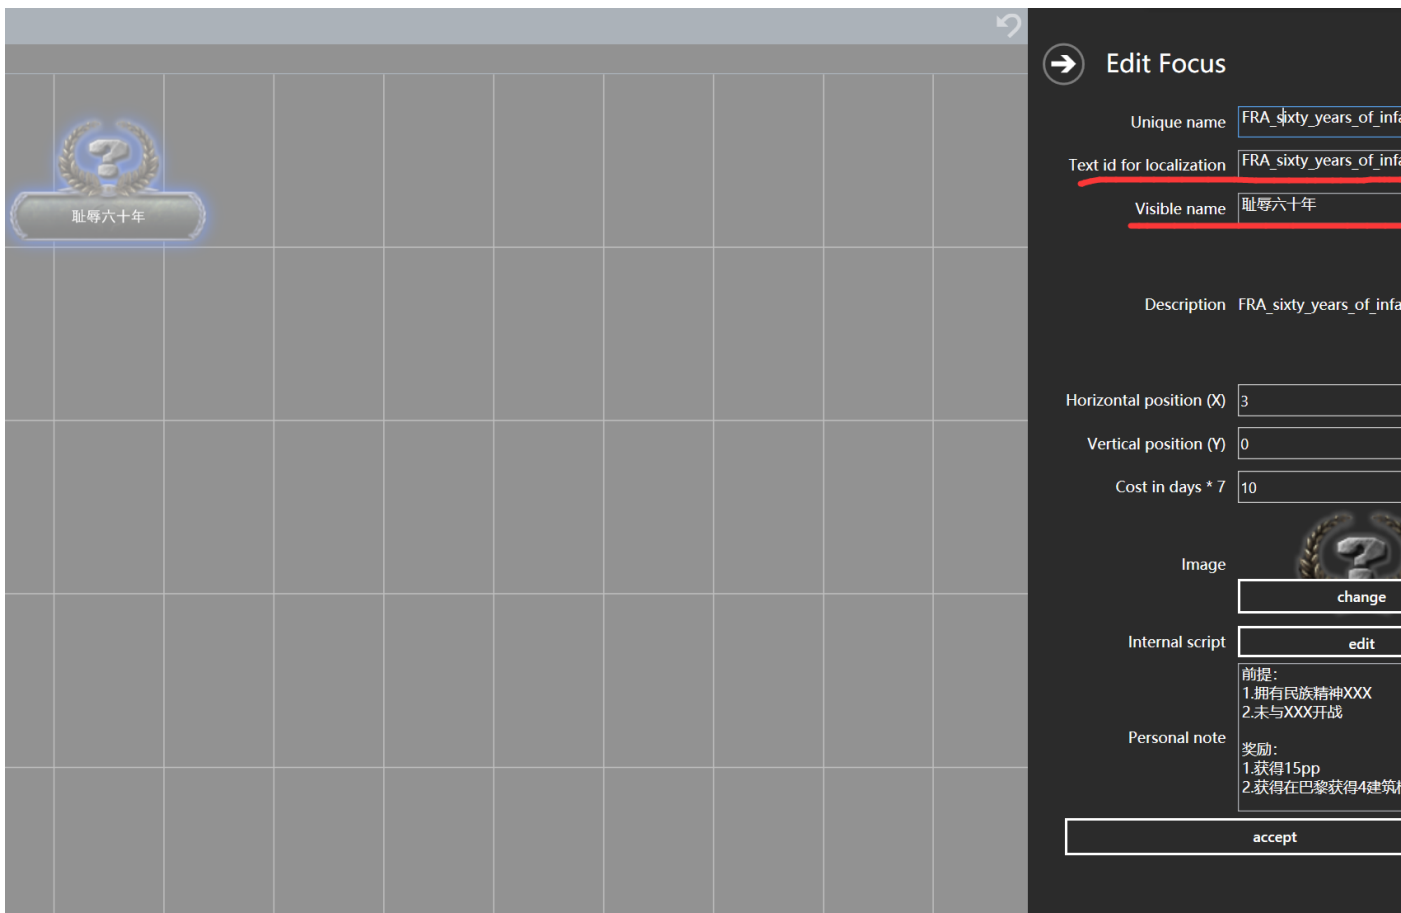 Edit Focus
Unique name FRA_sixty_years_of_infa
Text id for localization FRA_sixty_years_of_infa
Visible name 耻辱六十年
耻辱六十年
Description FRA_sixty_years_of_infa
Horizontal position (X) 3
Vertical position (Y) 0
Cost in days * 7 10
Image
change
Internal script edit
前提：
1.拥有民族精神XXX
2.未与XXX开战
Personal note
奖励：
1.获得15pp
2.获得在巴黎获得4建筑
accept